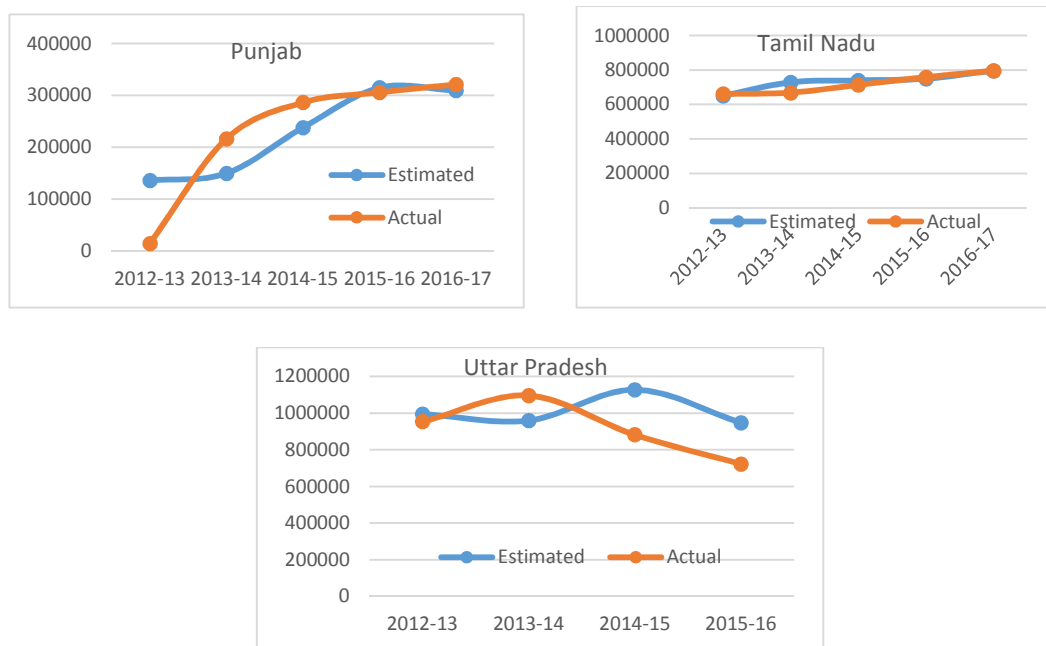 Punjab
400000
300000
200000
100000
0
Estimated
Actual
2012-13 2013-14 2014-15 2015-16 2016-17
Tamil Nadu
1000000
800000
600000
400000
200000
0
Estimated Actual
2012-13 2013-14 2014-15 2015-16 2016-17
Uttar Pradesh
1200000
1000000
800000
600000
400000
200000
0
Estimated Actual
2012-13 2013-14 2014-15 2015-16